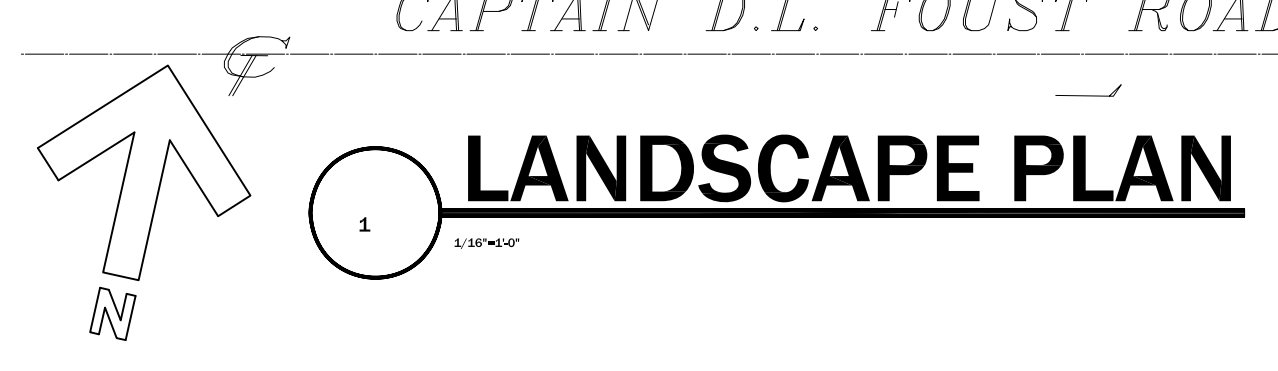 CAPTAIN D.L. FOUST ROAD
℄
LANDSCAPE PLAN
1
1/16"=1'-0"
N